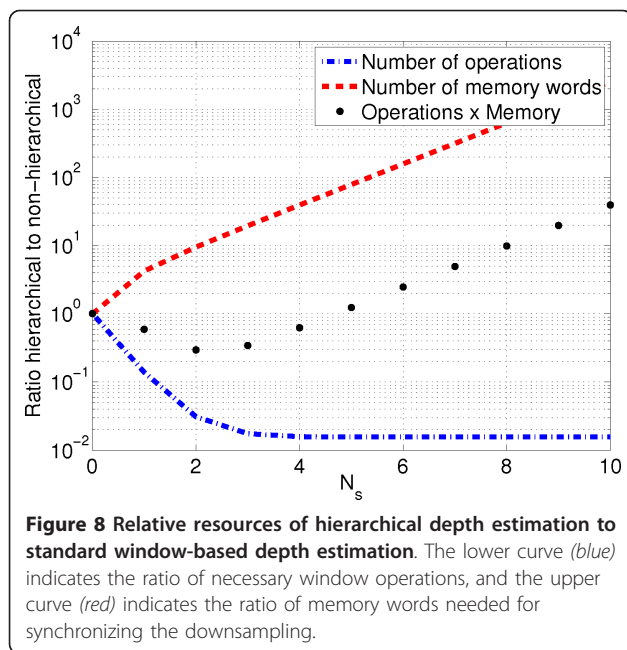 10^4
10^3
10^2
10^1
10^0
10^-1
10^-2
Ratio hierarchical to non-hierarchical
Number of operations
Number of memory words
Operations x Memory
0 2 4 6 8 10
N_s
Figure 8 Relative resources of hierarchical depth estimation to
standard window-based depth estimation. The lower curve (blue)
indicates the ratio of necessary window operations, and the upper
curve (red) indicates the ratio of memory words needed for
synchronizing the downsampling.